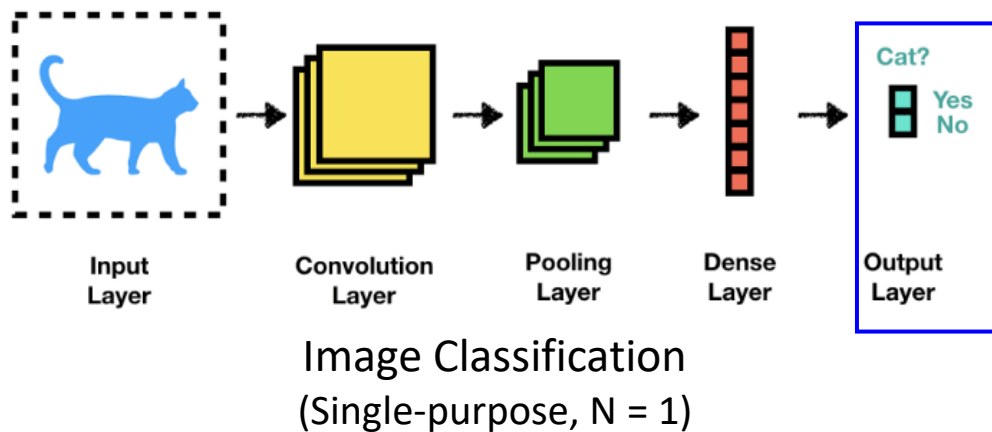 Cat?
Yes
No
Input
Layer
Convolution
Layer
Pooling
Layer
Dense
Layer
Output
Layer
Image Classification
(Single-purpose, N = 1)